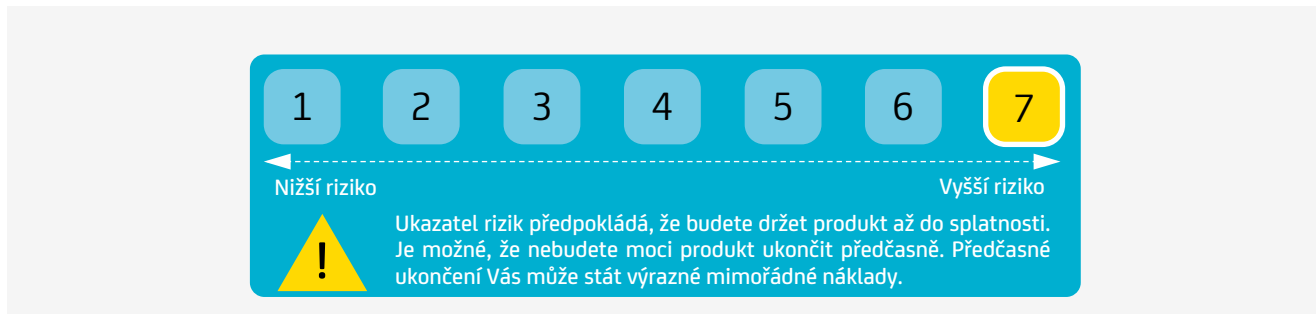 1 2 3 4 5 6 7
Nižší riziko Vyšší riziko
Ukazatel rizik předpokládá, že budete držet produkt až do splatnosti.
Je možné, že nebudete moci produkt ukončit předčasně. Předčasné
ukončení Vás může stát výrazné mimořádné náklady.
!